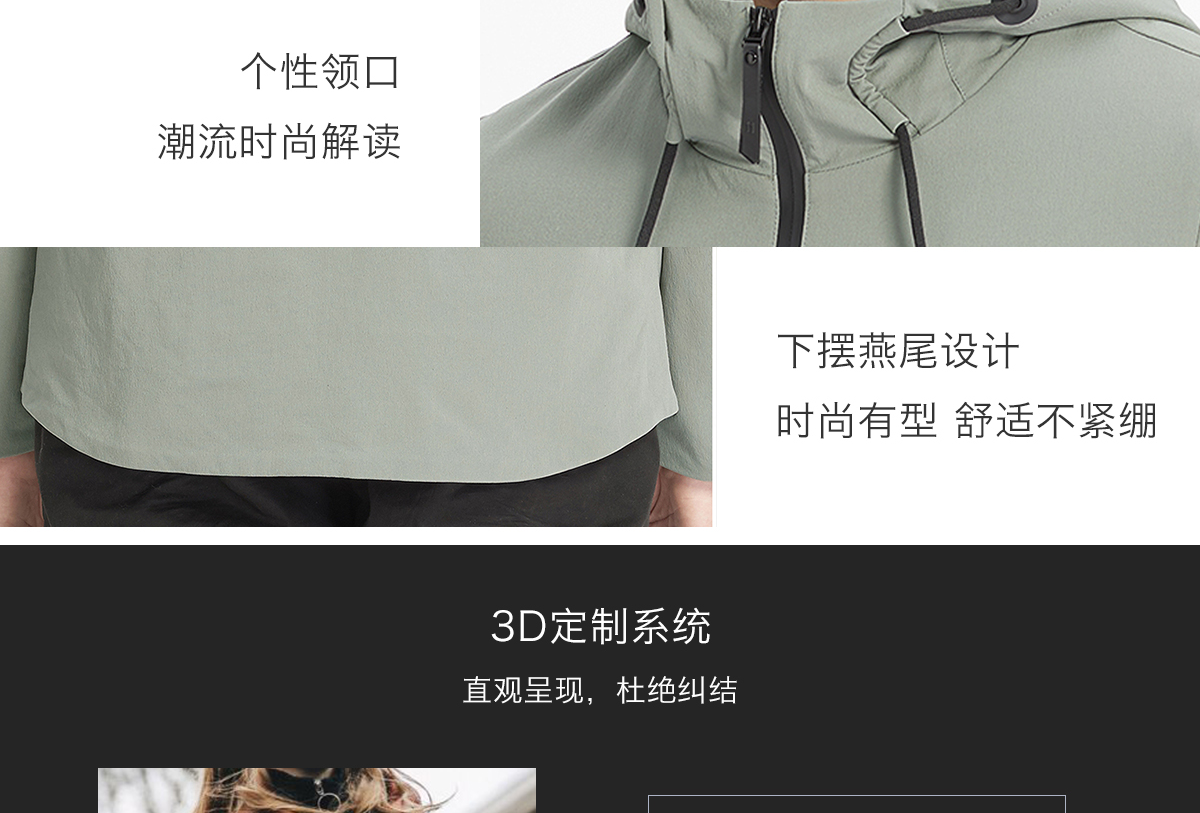 个性领口
潮流时尚解读
下摆燕尾设计
时尚有型 舒适不紧绷
3D定制系统
直观呈现，杜绝纠结